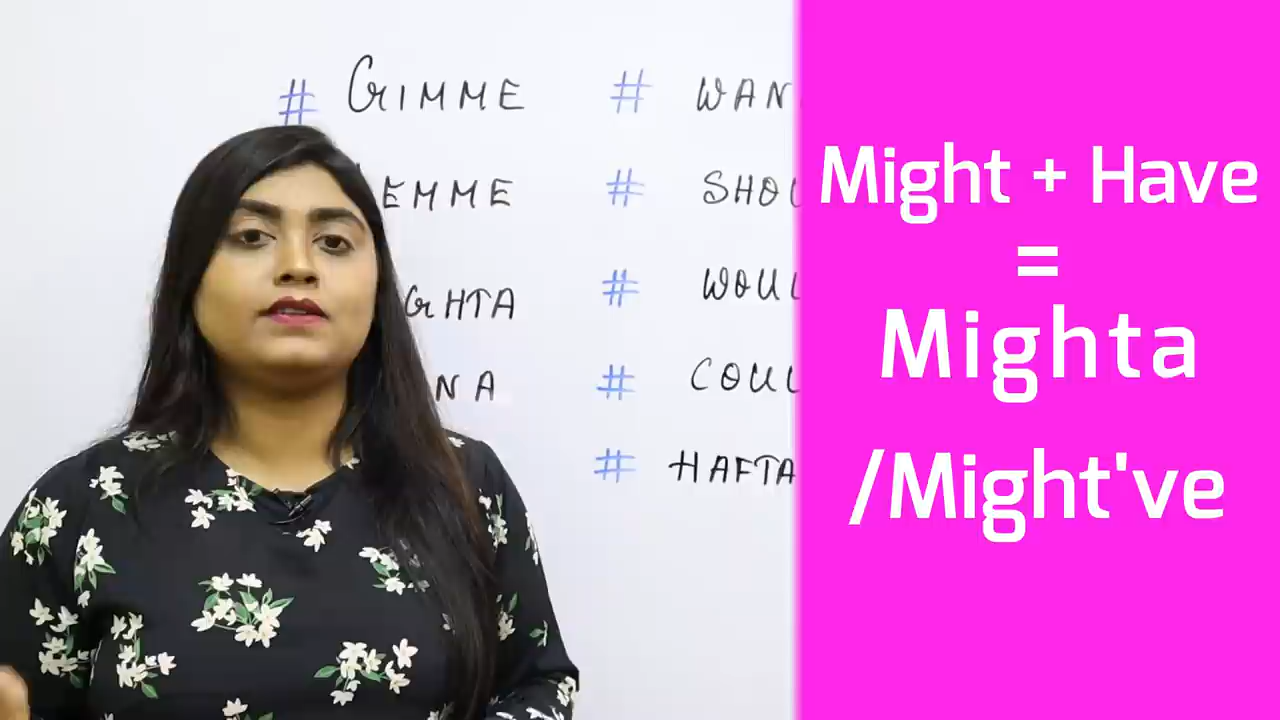 # GIMME
EMME
GHTA
NA
# WAN
# SHOU
# WOUL
# COUL
# HAFTA
Might + Have
=
Mighta
/Might've